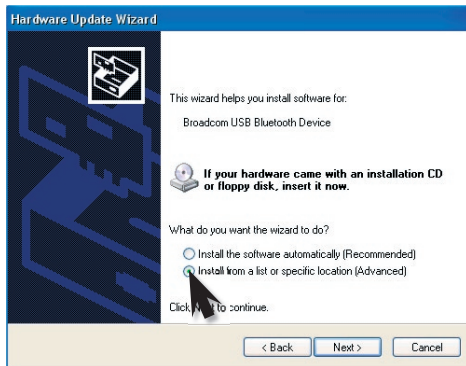 Hardware Update Wizard
This wizard helps you install software for:
Broadcom USB Bluetooth Device
If your hardware came with an installation CD
or floppy disk, insert it now.
What do you want the wizard to do?
Install the software automatically (Recommended)
Install from a list or specific location (Advanced)
Click to continue.
< Back Next > Cancel